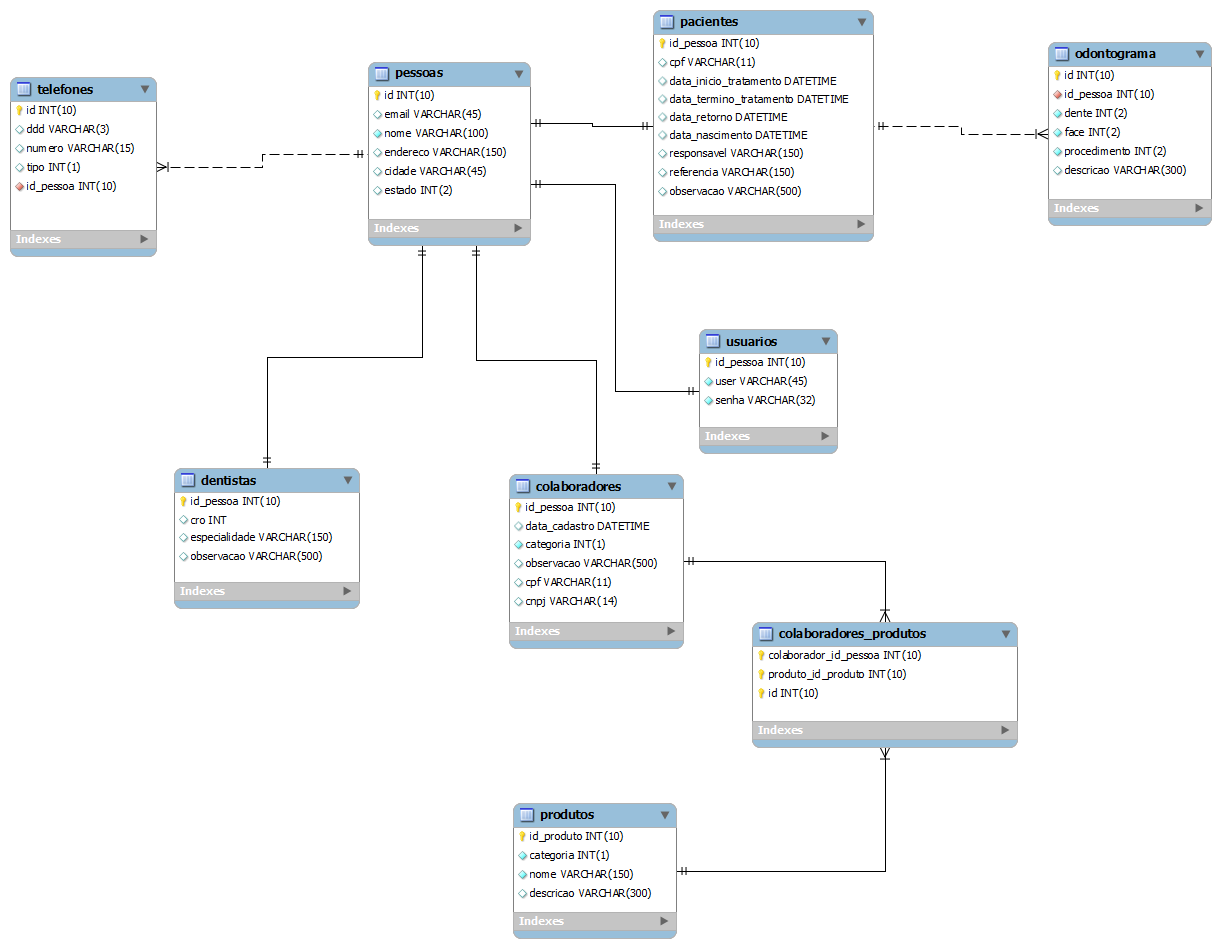 pacientes
id_pessoa INT(10)
cpf VARCHAR(11)
data_inicio_tratamento DATETIME
data_termino_tratamento DATETIME
data_retorno DATETIME
data_nascimento DATETIME
responsavel VARCHAR(150)
referencia VARCHAR(150)
observacao VARCHAR(500)
Indexes
odontograma
id INT(10)
id_pessoa INT(10)
dente INT(2)
face INT(2)
procedimento INT(2)
descricao VARCHAR(300)
Indexes
pessoas
id INT(10)
email VARCHAR(45)
nome VARCHAR(100)
endereco VARCHAR(150)
cidade VARCHAR(45)
estado INT(2)
Indexes
telefones
id INT(10)
ddd VARCHAR(3)
numero VARCHAR(15)
tipo INT(1)
id_pessoa INT(10)
Indexes
usuarios
id_pessoa INT(10)
user VARCHAR(45)
senha VARCHAR(32)
Indexes
dentistas
id_pessoa INT(10)
cro INT
especialidade VARCHAR(150)
observacao VARCHAR(500)
Indexes
colaboradores
id_pessoa INT(10)
data_cadastro DATETIME
categoria INT(1)
observacao VARCHAR(500)
cpf VARCHAR(11)
cnpj VARCHAR(14)
Indexes
colaboradores_produtos
colaborador_id_pessoa INT(10)
produto_id_produto INT(10)
id INT(10)
Indexes
produtos
id_produto INT(10)
categoria INT(1)
nome VARCHAR(150)
descricao VARCHAR(300)
Indexes